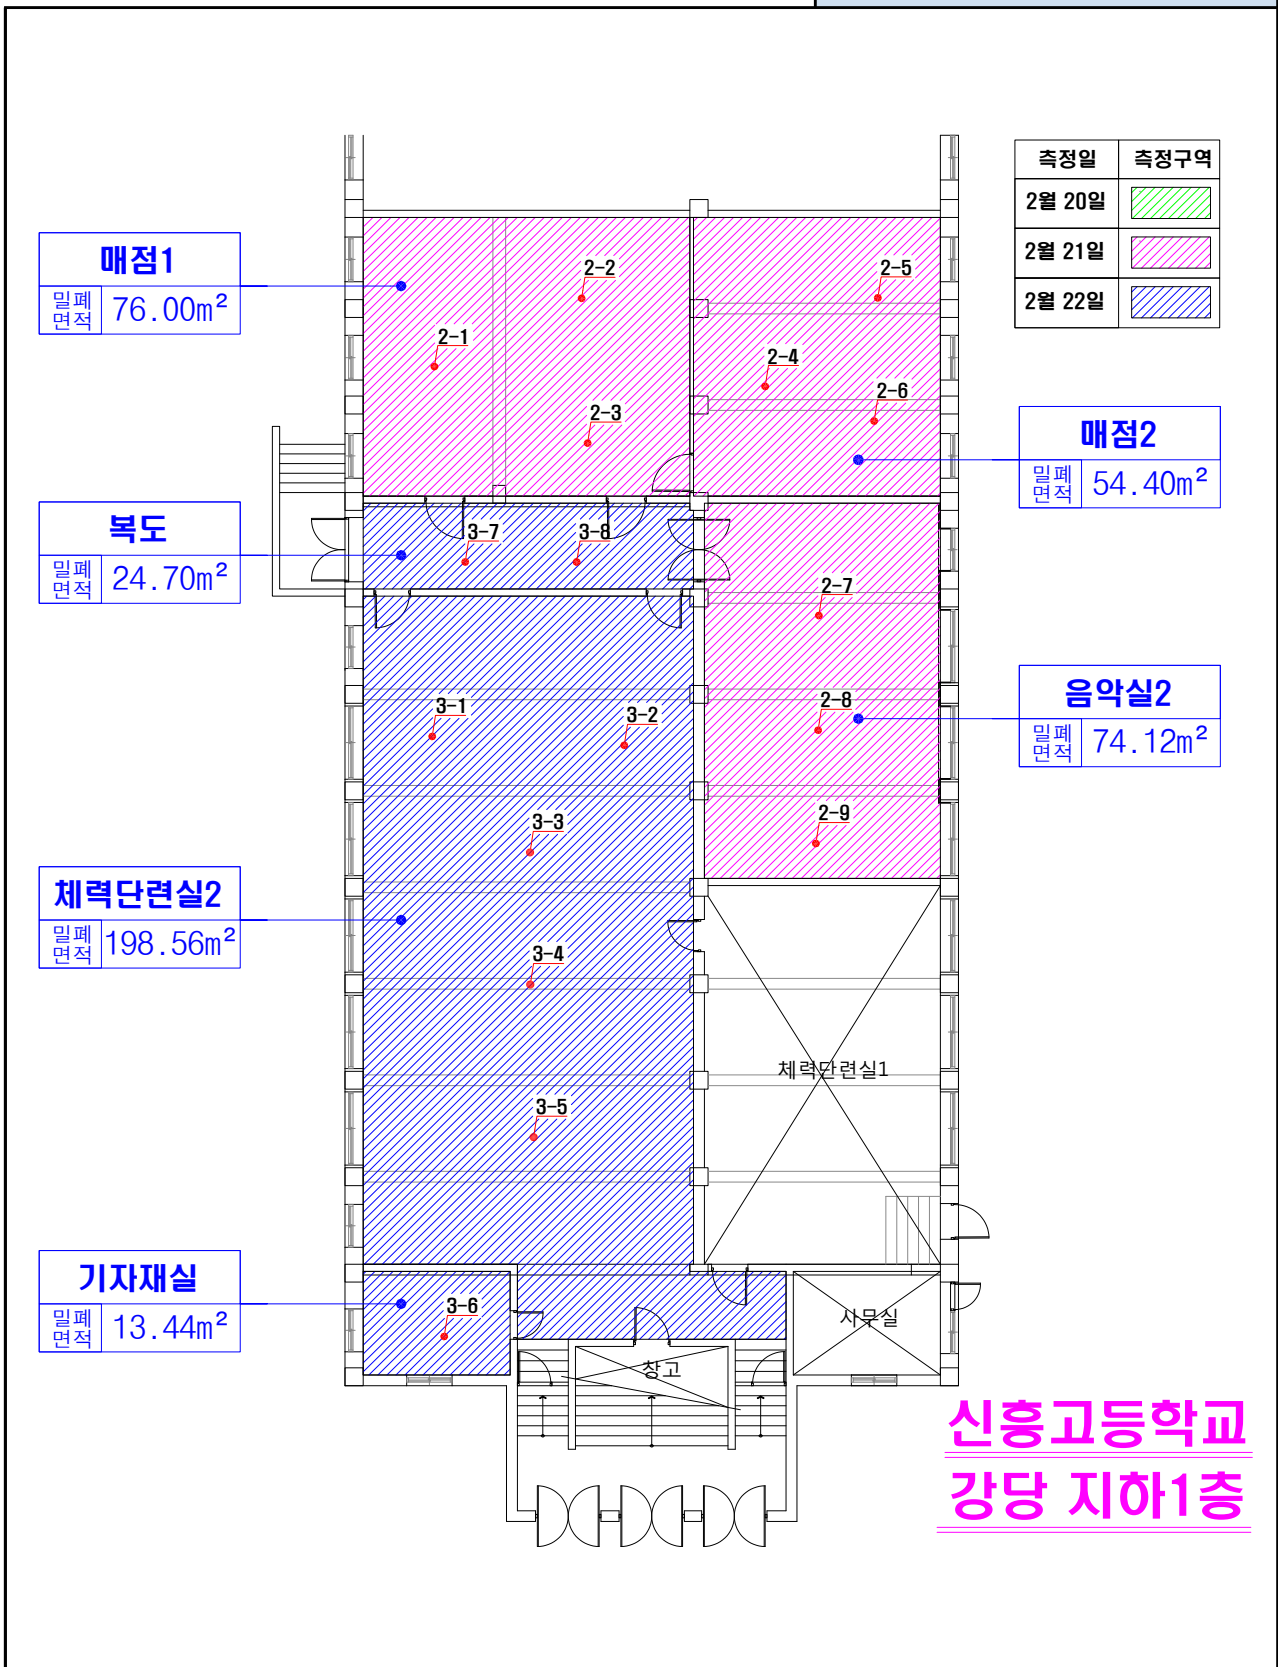 측정일 측정구역
2월 20일
2월 21일
2월 22일
매점1
밀폐
면적
76.00m²
2-1
2-2
2-3
2-4
2-5
2-6
매점2
밀폐
면적
54.40m²
복도
밀폐
면적
24.70m²
3-7
3-8
2-7
2-8
2-9
음악실2
밀폐
면적
74.12m²
3-1
3-2
3-3
3-4
3-5
체력단련실2
밀폐
면적
198.56m²
체력단련실1
기자재실
밀폐
면적
13.44m²
3-6
사무실
창고
신흥고등학교
강당 지하1층